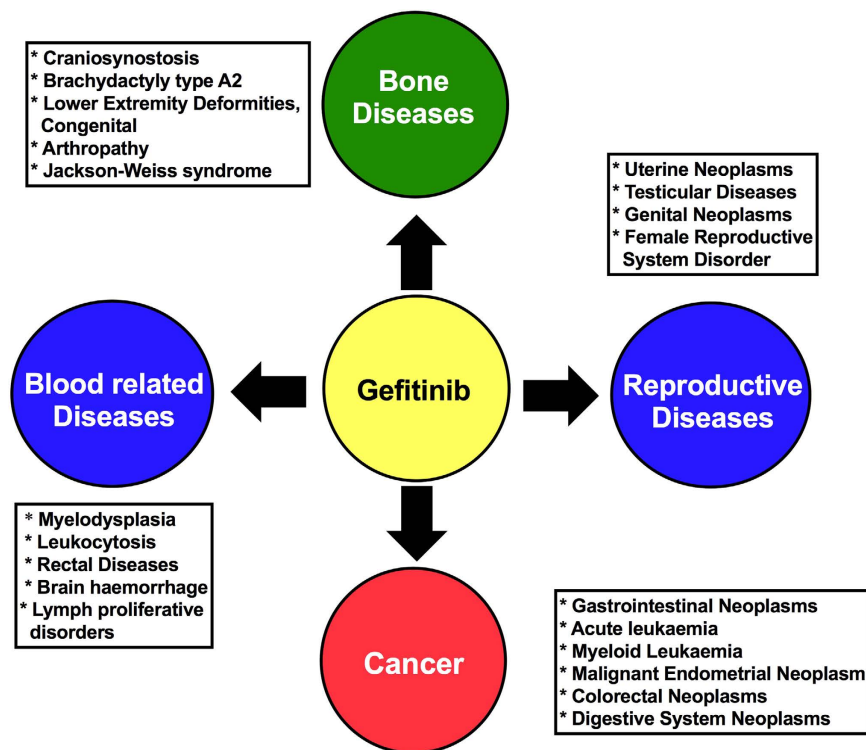 * Craniosynostosis
* Brachydactyly type A2
* Lower Extremity Deformities,
Congenital
* Arthropathy
* Jackson-Weiss syndrome
Bone
Diseases
* Uterine Neoplasms
* Testicular Diseases
* Genital Neoplasms
* Female Reproductive
System Disorder
Blood related
Diseases
Gefitinib
Reproductive
Diseases
* Myelodysplasia
* Leukocytosis
* Rectal Diseases
* Brain haemorrhage
* Lymph proliferative
disorders
Cancer
* Gastrointestinal Neoplasms
* Acute leukaemia
* Myeloid Leukaemia
* Malignant Endometrial Neoplasm
* Colorectal Neoplasms
* Digestive System Neoplasms